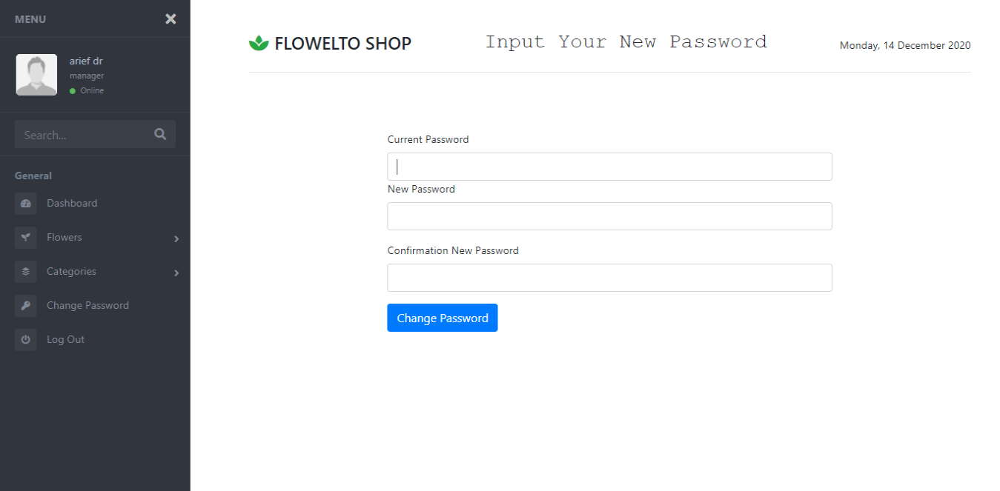 MENU
arief dr
manager
Online
Search...
General
Dashboard
Flowers
Categories
Change Password
Log Out
FLOWELTO SHOP
Input Your New Password
Monday, 14 December 2020
Current Password
New Password
Confirmation New Password
Change Password